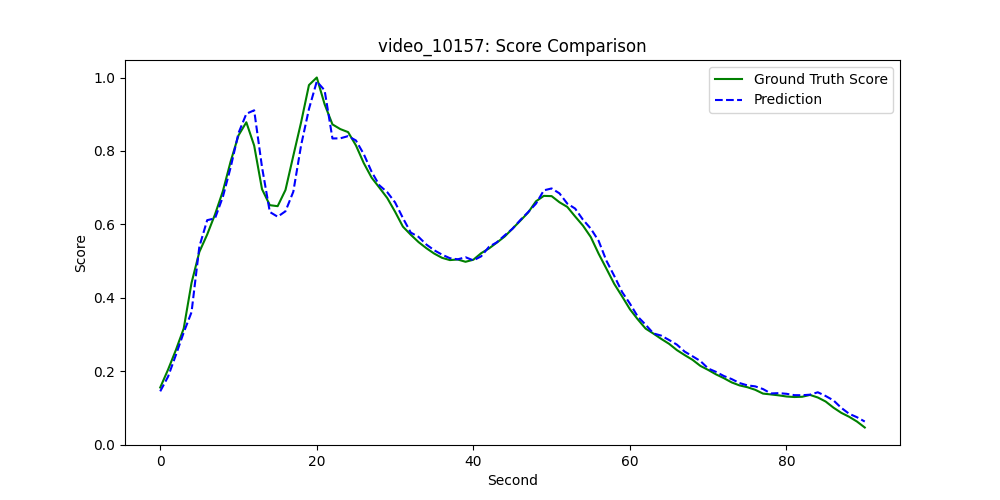 video_10157: Score Comparison
Ground Truth Score
Prediction
Score
1.0
0.8
0.6
0.4
0.2
0.0
0 20 40 60 80
Second